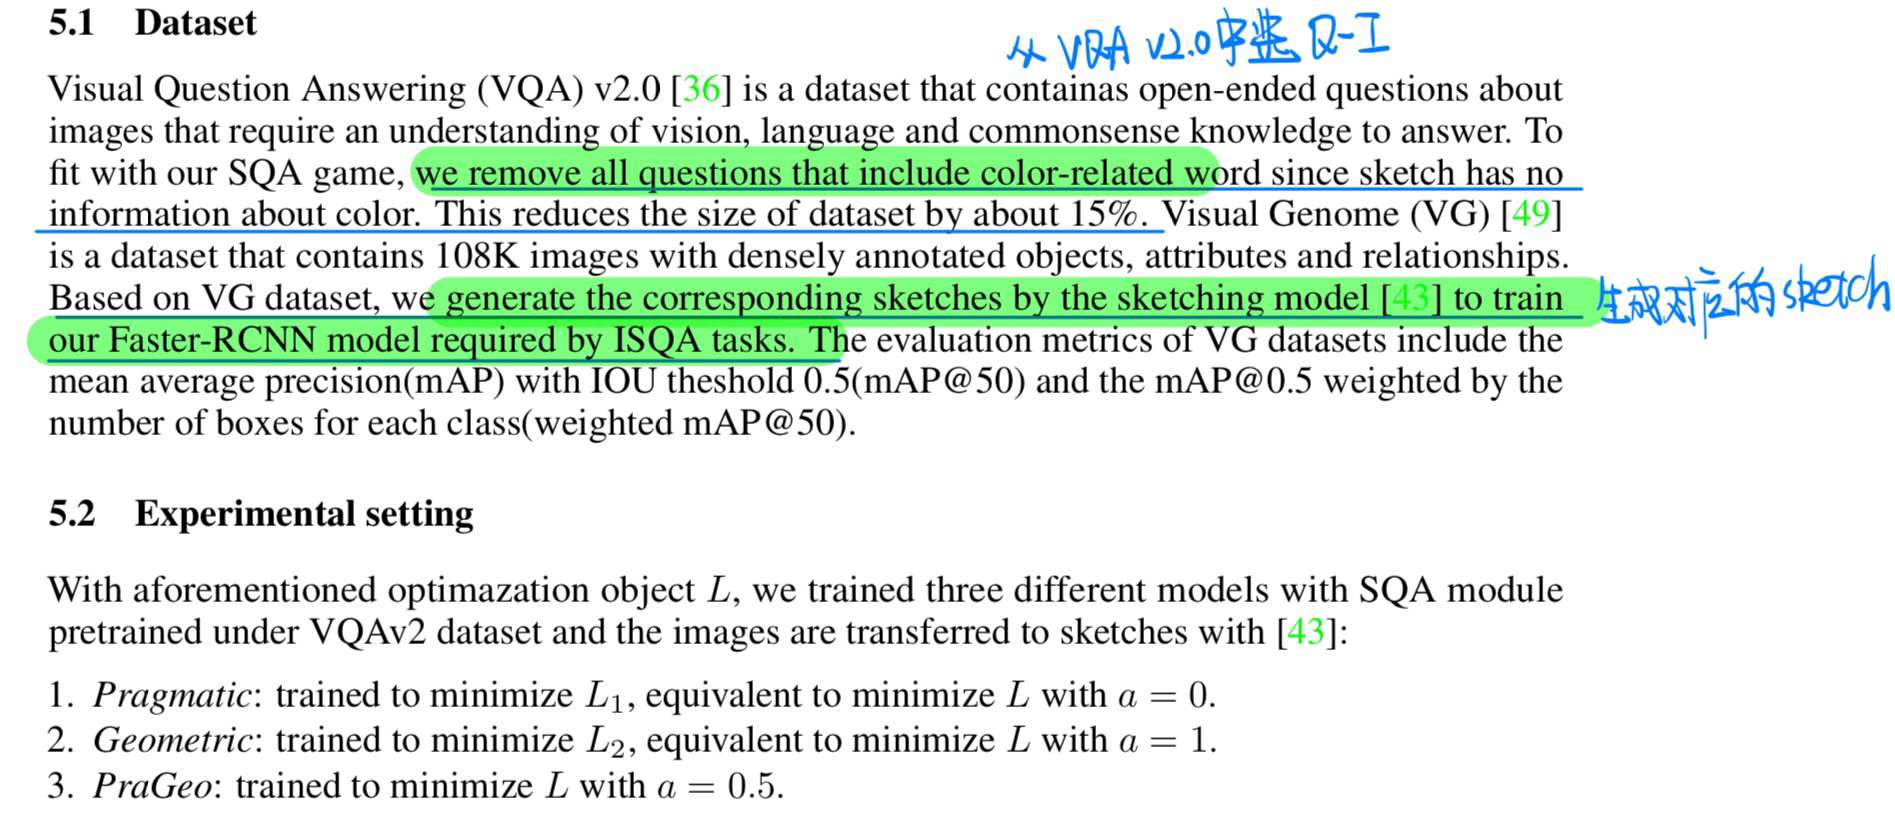 5.1 Dataset
从 VQA v2.0中选 Q-I
Visual Question Answering (VQA) v2.0 [36] is a dataset that containas open-ended questions about
images that require an understanding of vision, language and commonsense knowledge to answer. To
fit with our SQA game, we remove all questions that include color-related word since sketch has no
information about color. This reduces the size of dataset by about 15%. Visual Genome (VG) [49]
is a dataset that contains 108K images with densely annotated objects, attributes and relationships.
Based on VG dataset, we generate the corresponding sketches by the sketching model [43] to train
生成对应的sketch
our Faster-RCNN model required by ISQA tasks. The evaluation metrics of VG datasets include the
mean average precision(mAP) with IOU theshold 0.5(mAP@50) and the mAP@0.5 weighted by the
number of boxes for each class(weighted mAP@50).
5.2 Experimental setting
With aforementioned optimazation object L, we trained three different models with SQA module
pretrained under VQAv2 dataset and the images are transferred to sketches with [43]:
1. Pragmatic: trained to minimize L₁, equivalent to minimize L with a = 0.
2. Geometric: trained to minimize L₂, equivalent to minimize L with a = 1.
3. PraGeo: trained to minimize L with a = 0.5.